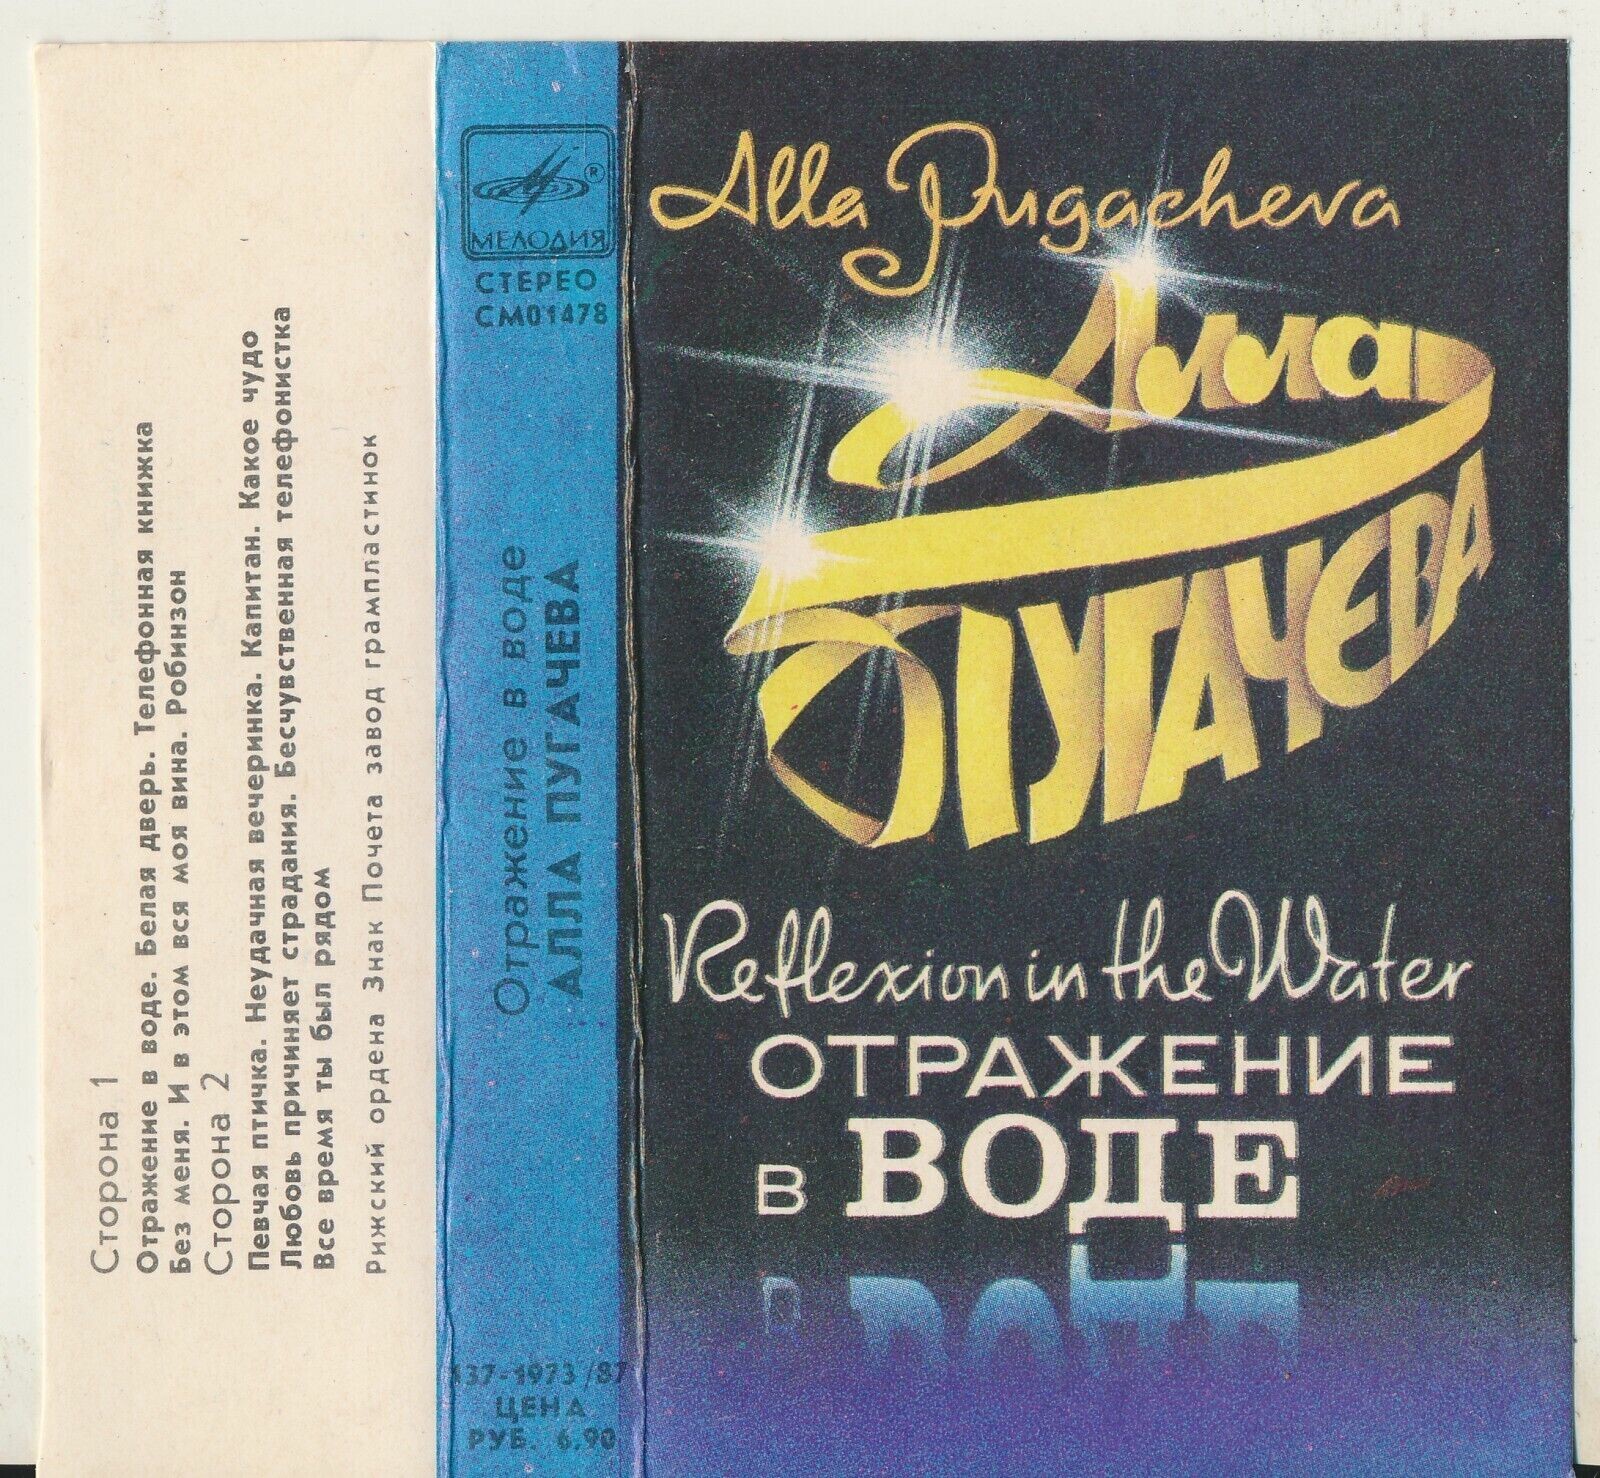 Сторона 1
Отражение в воде. Белая дверь. Телефонная книжка
Без меня. И в этом вся моя вина. Робинзон
Сторона 2
Певчая птичка. Неудачная вечеринка. Капитан. Какое чудо
Любовь причиняет страдания. Бесчувственная телефонистка
Все время ты был рядом
Рижский ордена Знак Почета завод грампластинок
МЕЛОДИЯ ®
СТЕРЕО
СМ01478
Отражение в воде
АЛЛА ПУГАЧЕВА
137-1973/87
ЦЕНА
РУБ. 6.90
Alla Pugacheva
Алла
ПУГАЧЕВА
Reflexion in the Water
ОТРАЖЕНИЕ
В ВОДЕ